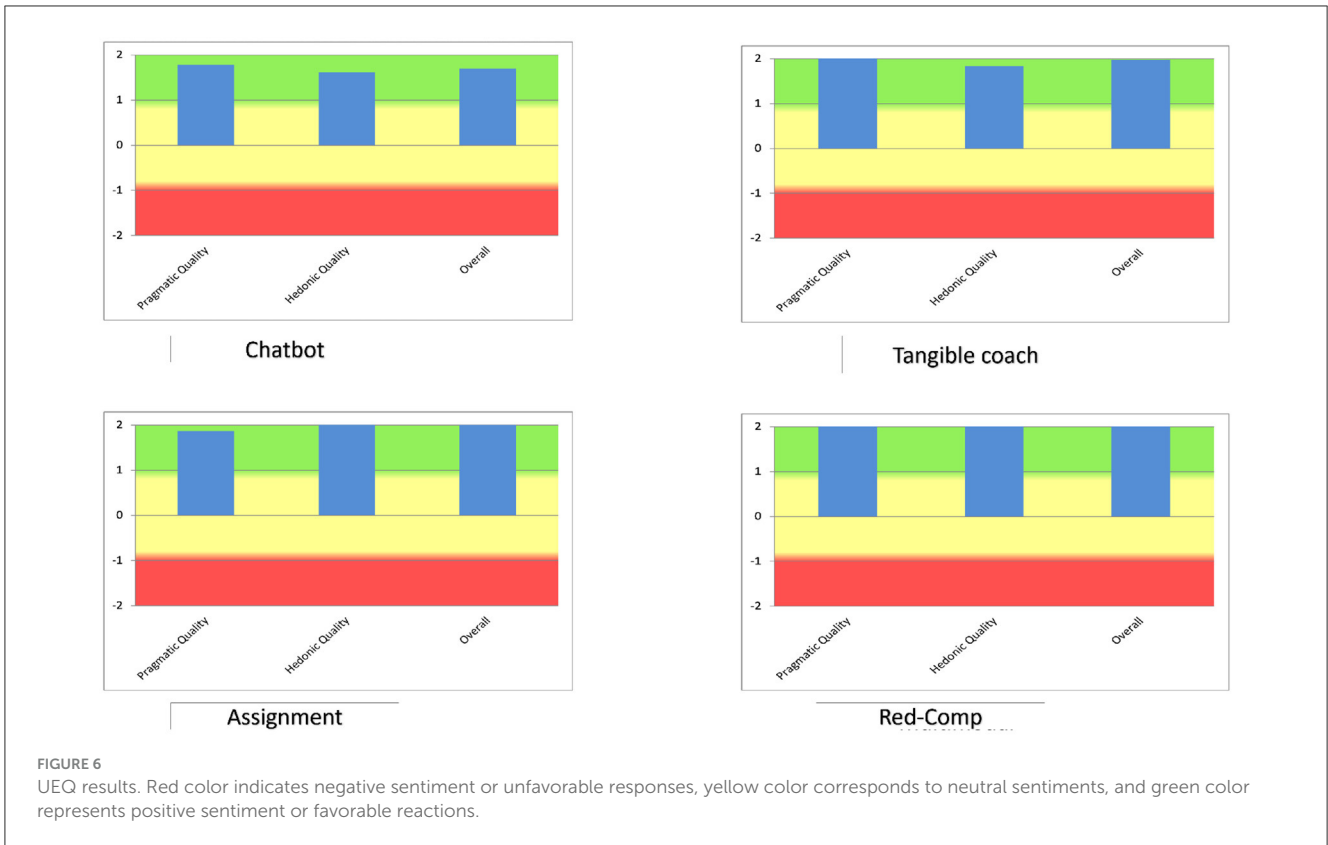 2
1
0
-1
-2
Pragmatic Quality
Hedonic Quality
Overall
Chatbot
2
1
0
-1
-2
Pragmatic Quality
Hedonic Quality
Overall
Tangible coach
2
1
0
-1
-2
Pragmatic Quality
Hedonic Quality
Overall
Assignment
2
1
0
-1
-2
Pragmatic Quality
Hedonic Quality
Overall
Red-Comp
FIGURE 6
UEQ results. Red color indicates negative sentiment or unfavorable responses, yellow color corresponds to neutral sentiments, and green color
represents positive sentiment or favorable reactions.